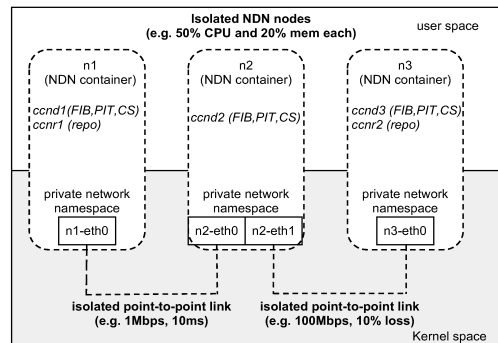 Isolated NDN nodes
(e.g. 50% CPU and 20% mem each)
user space
n1
(NDN container)
n2
(NDN container)
n3
(NDN container)
ccnd1(FIB,PIT,CS)
ccnr1 (repo)
ccnd2 (FIB,PIT,CS)
ccnd3 (FIB,PIT,CS)
ccnr2 (repo)
private network
namespace
private network
namespace
private network
namespace
n1-eth0
n2-eth0
n2-eth1
n3-eth0
isolated point-to-point link
(e.g. 1Mbps, 10ms)
isolated point-to-point link
(e.g. 100Mbps, 10% loss)
Kernel space